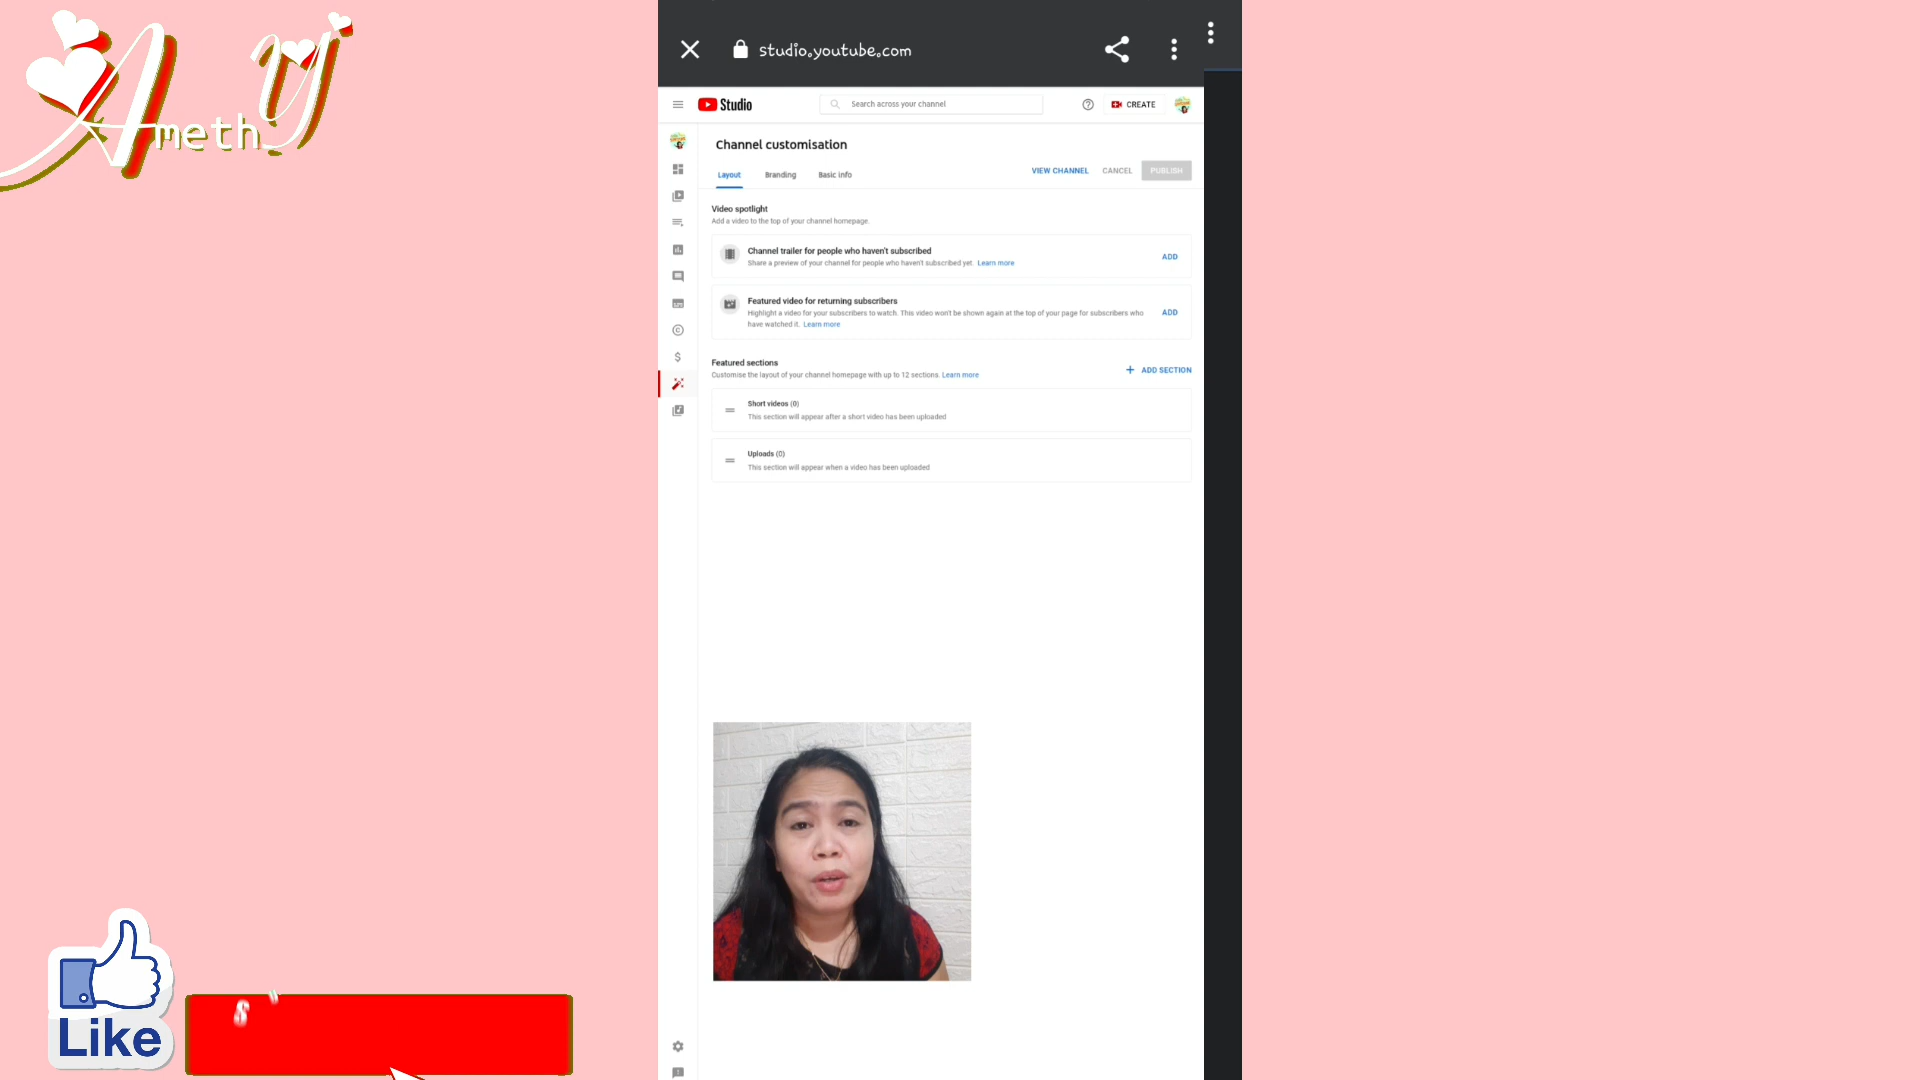 Amethy
studio.youtube.com
Studio
Search across your channel
CREATE
Channel customisation
Layout
Branding
Basic info
VIEW CHANNEL
CANCEL
PUBLISH
Video spotlight
Add a video to the top of your channel homepage.
Channel trailer for people who haven't subscribed
Share a preview of your channel for people who haven't subscribed yet. Learn more
ADD
Featured video for returning subscribers
Highlight a video for your subscribers to watch. This video won't be shown again at the top of your page for subscribers who
have watched it. Learn more
ADD
Featured sections
Customise the layout of your channel homepage with up to 12 sections. Learn more
+ ADD SECTION
Short videos (0)
This section will appear after a short video has been uploaded
Uploads (0)
This section will appear when a video has been uploaded
Like
S